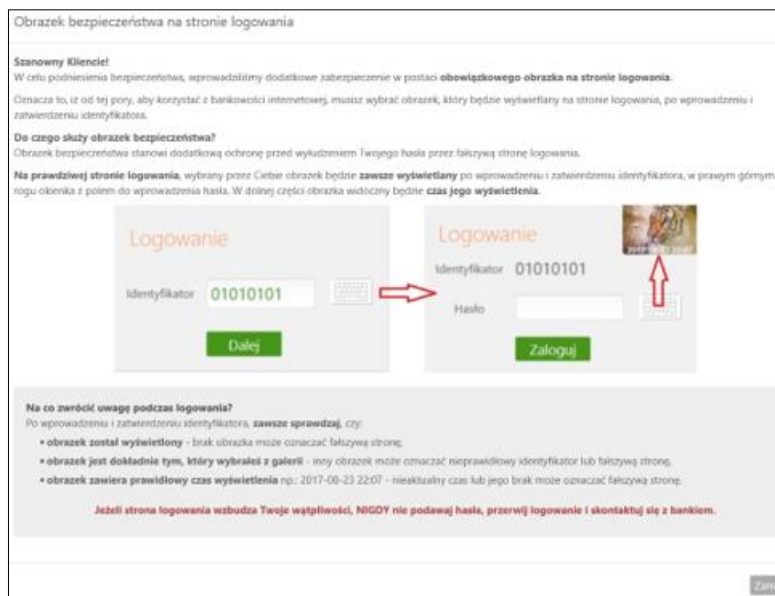 Obrazek bezpieczeństwa na stronie logowania
Szanowny Kliencie!
W celu podniesienia bezpieczeństwa, wprowadziliśmy dodatkowe zabezpieczenie w postaci obowiązkowego obrazka na stronie logowania.
Oznacza to, iż od tej pory, aby korzystać z bankowości internetowej, musisz wybrać obrazek, który będzie wyświetlany na stronie logowania, po wprowadzeniu i
zatwierdzeniu identyfikatora.
Do czego służy obrazek bezpieczeństwa?
Obrazek bezpieczeństwa stanowi dodatkową ochronę przed wyłudzeniem Twojego hasła przez fałszywą stronę logowania.
Na prawdziwej stronie logowania, wybrany przez Ciebie obrazek będzie zawsze wyświetlany po wprowadzeniu i zatwierdzeniu identyfikatora, w prawym górnym
rogu okienka z polem do wprowadzenia hasła. W dolnej części obrazka widoczny będzie czas jego wyświetlenia.
Logowanie
Identyfikator 01010101
Dalej
Logowanie
2017-08-23 22:07
Identyfikator 01010101
Hasło
Zaloguj
Na co zwrócić uwagę podczas logowania?
Po wprowadzeniu i zatwierdzeniu identyfikatora, zawsze sprawdzaj, czy:
• obrazek został wyświetlony - brak obrazka może oznaczać fałszywą stronę,
• obrazek jest dokładnie tym, który wybrałeś z galerii - inny obrazek może oznaczać nieprawidłowy identyfikator lub fałszywą stronę,
• obrazek zawiera prawidłowy czas wyświetlenia np.: 2017-08-23 22:07 - nieaktualny czas lub jego brak może oznaczać fałszywą stronę.
Jeżeli strona logowania wzbudza Twoje wątpliwości, NIGDY nie podawaj hasła, przerwij logowanie i skontaktuj się z bankiem.